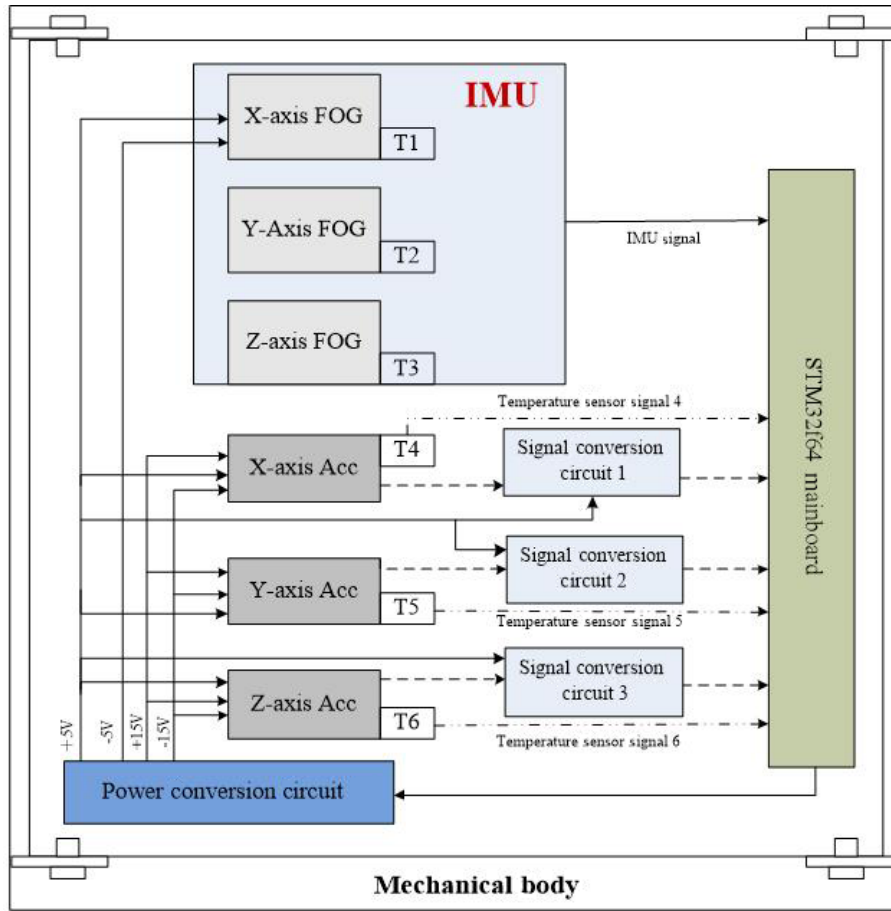 IMU
X-axis FOG
T1
Y-Axis FOG
T2
IMU signal
Z-axis FOG
T3
STM32f64 mainboard
Temperature sensor signal 4
T4
X-axis Acc
Signal conversion
circuit 1
Signal conversion
circuit 2
Y-axis Acc
T5
Temperature sensor signal 5
Signal conversion
circuit 3
Z-axis Acc
T6
Temperature sensor signal 6
+5V
-5V
+15V
-15V
Power conversion circuit
Mechanical body